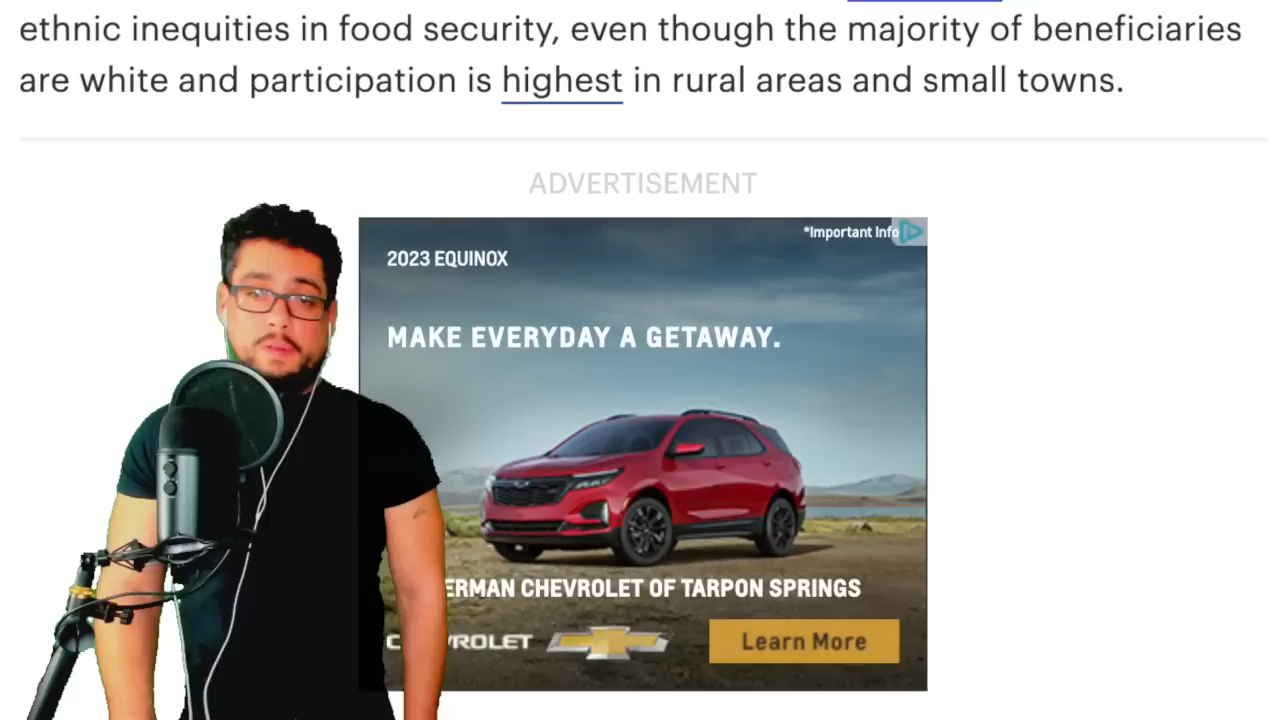 ethnic inequities in food security, even though the majority of beneficiaries
are white and participation is highest in rural areas and small towns.
ADVERTISEMENT
*Important Info
2023 EQUINOX
MAKE EVERYDAY A GETAWAY.
ERMAN CHEVROLET OF TARPON SPRINGS
C VROLET
Learn More